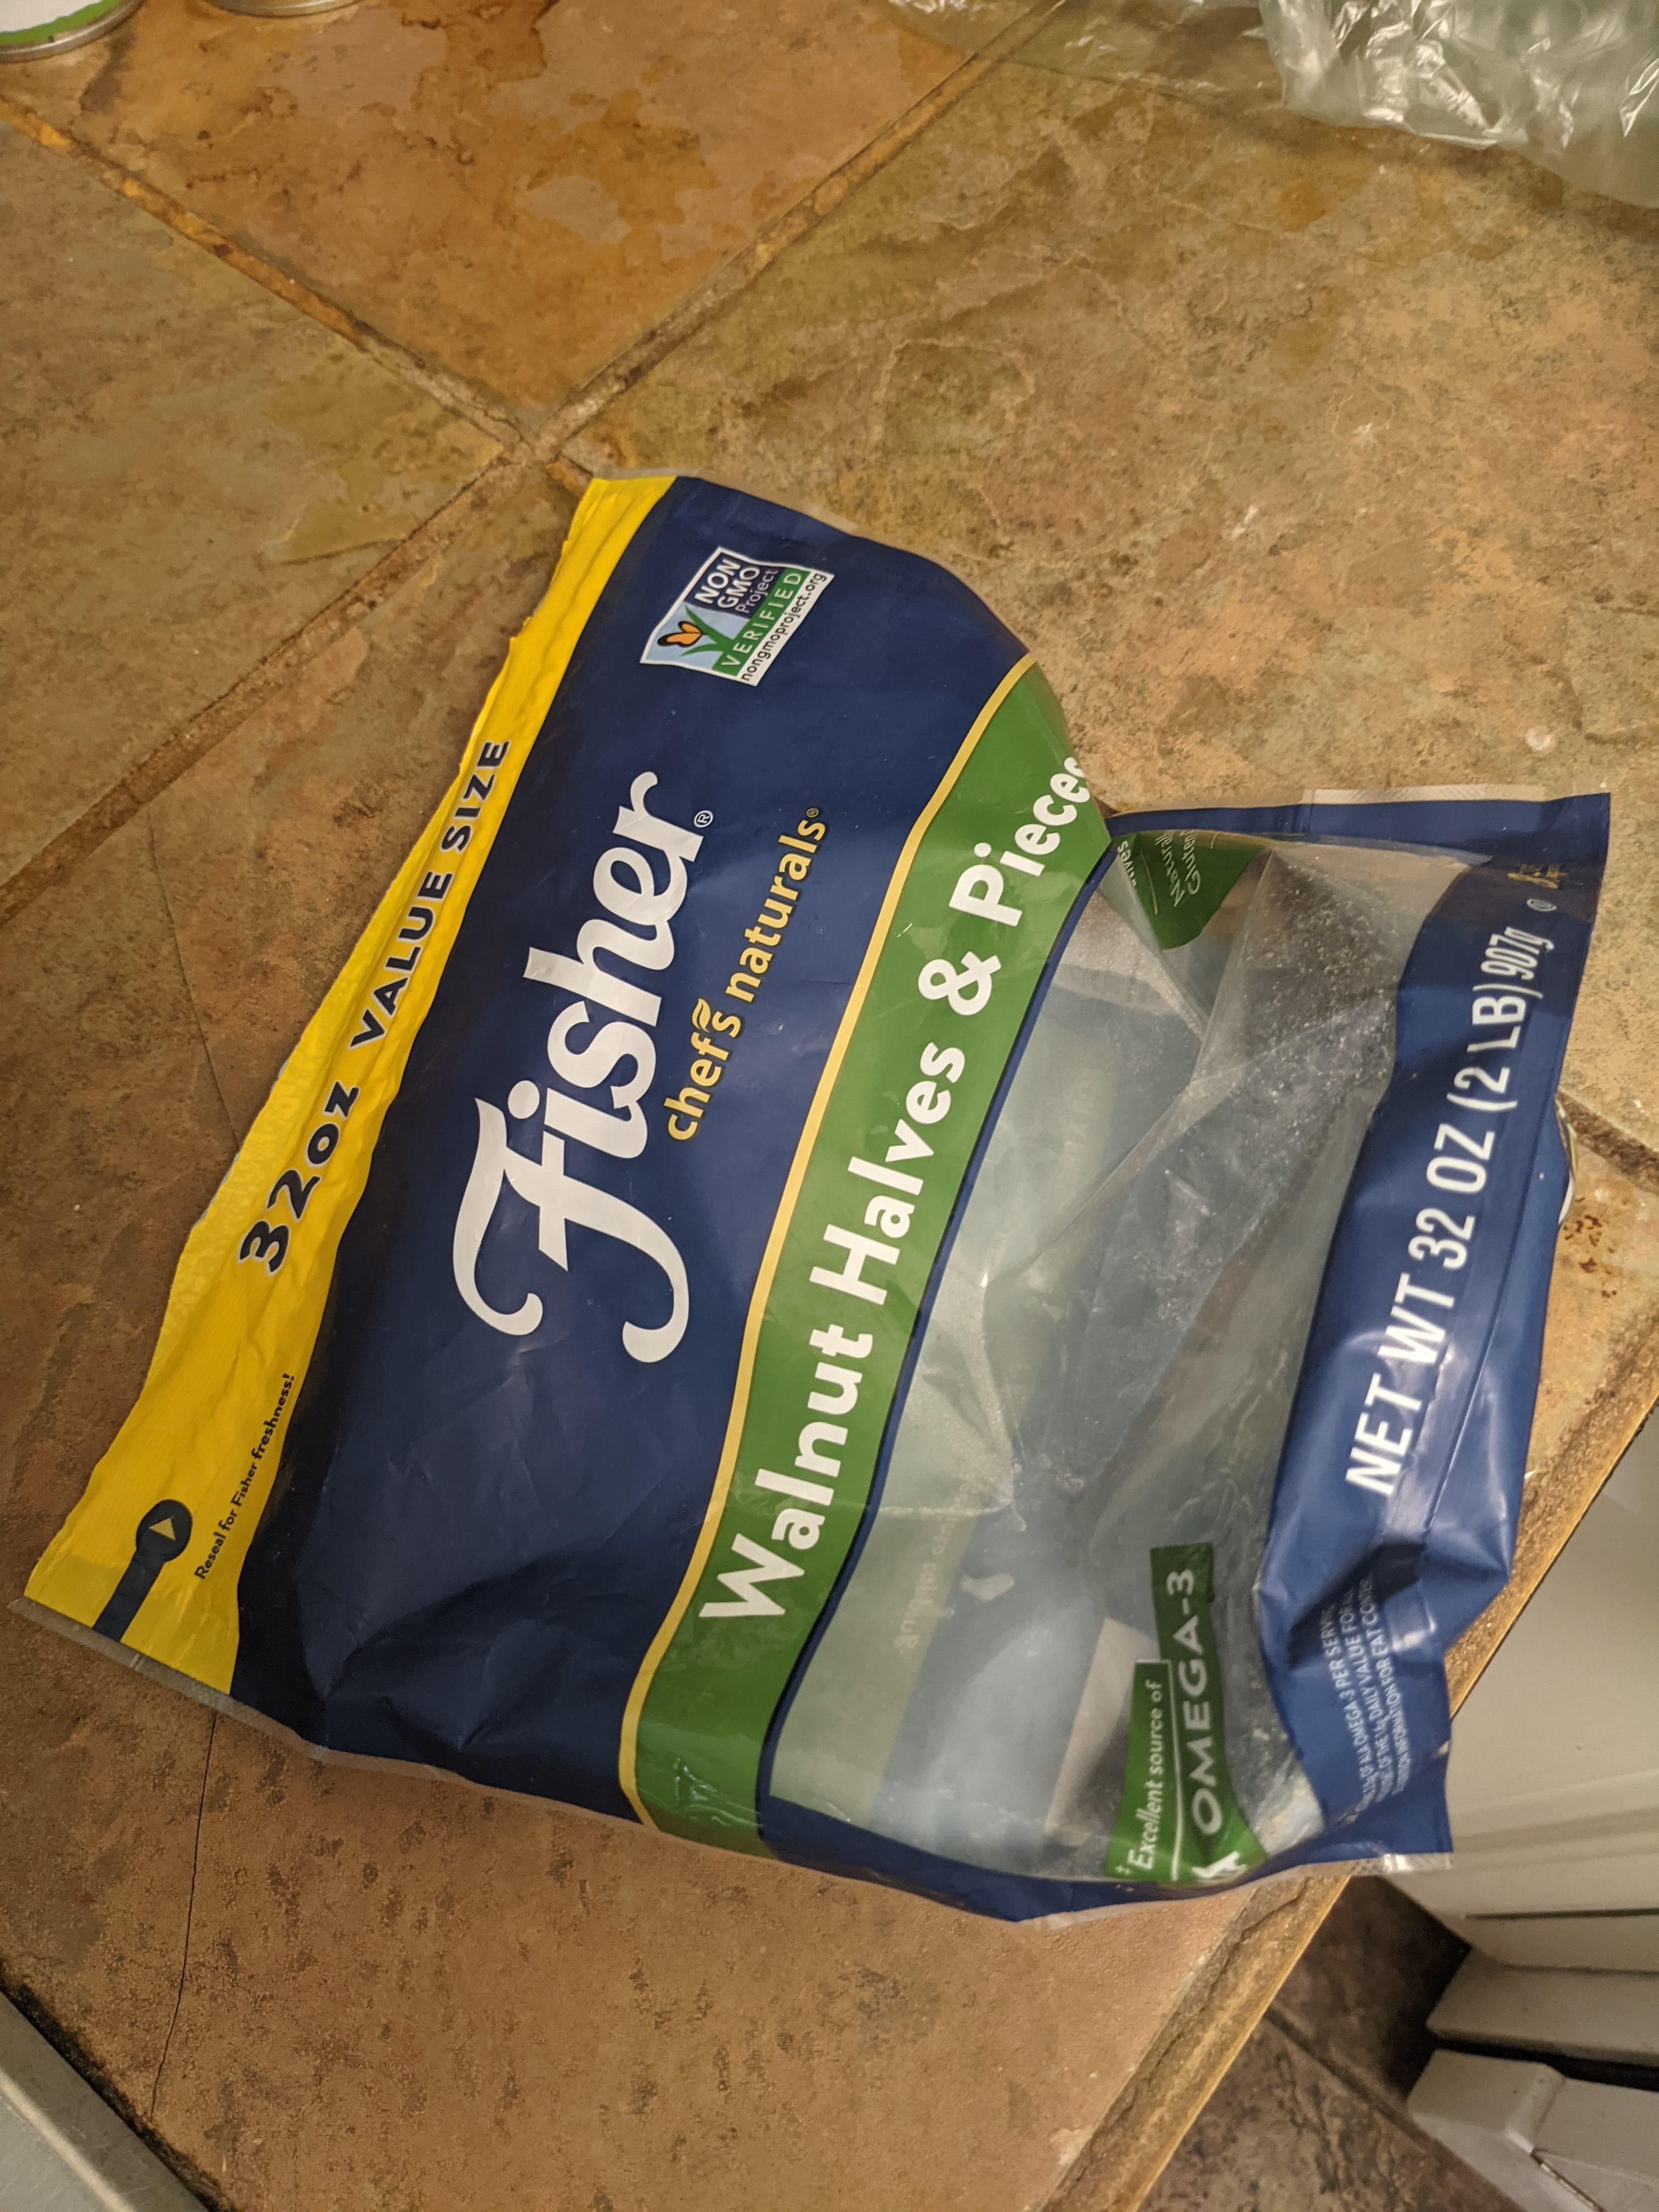 32oz VALUE SIZE
Reseal for Fisher freshness!
NON
GMO
Project
VERIFIED
nongmoproject.org
Fisher®
chef's naturals®
Walnut Halves & Pieces
‡Excellent source of
OMEGA-3
NET WT 32 OZ (2 LB) 907g